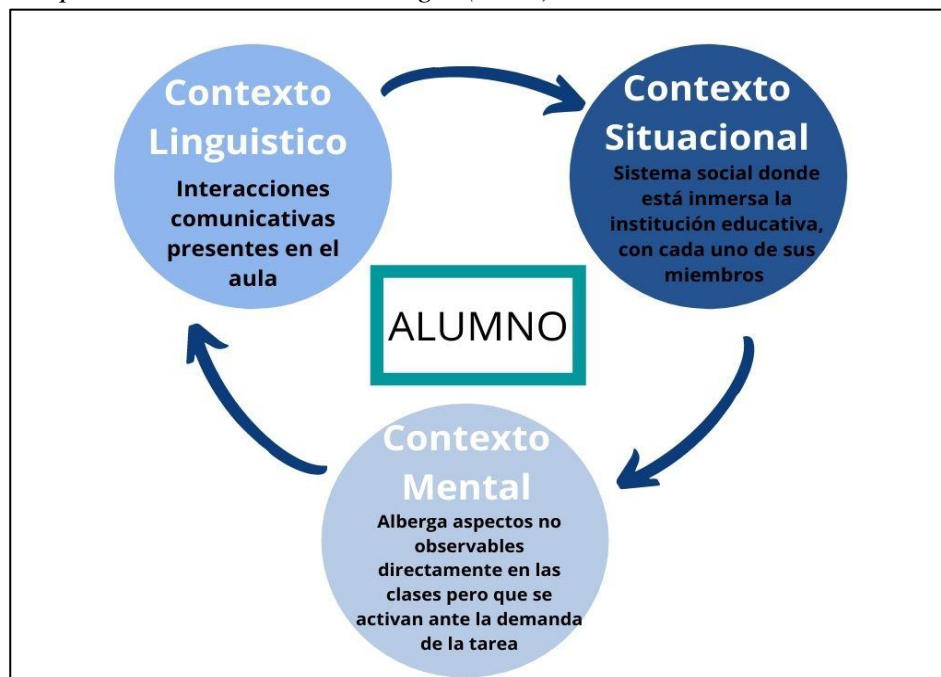 Contexto
Linguistico
Interacciones
comunicativas
presentes en el
aula
Contexto
Situacional
Sistema social donde
está inmersa la
institución educativa,
con cada uno de sus
miembros
ALUMNO
Contexto
Mental
Alberga aspectos no
observables
directamente en las
clases pero que se
activan ante la demanda
de la tarea